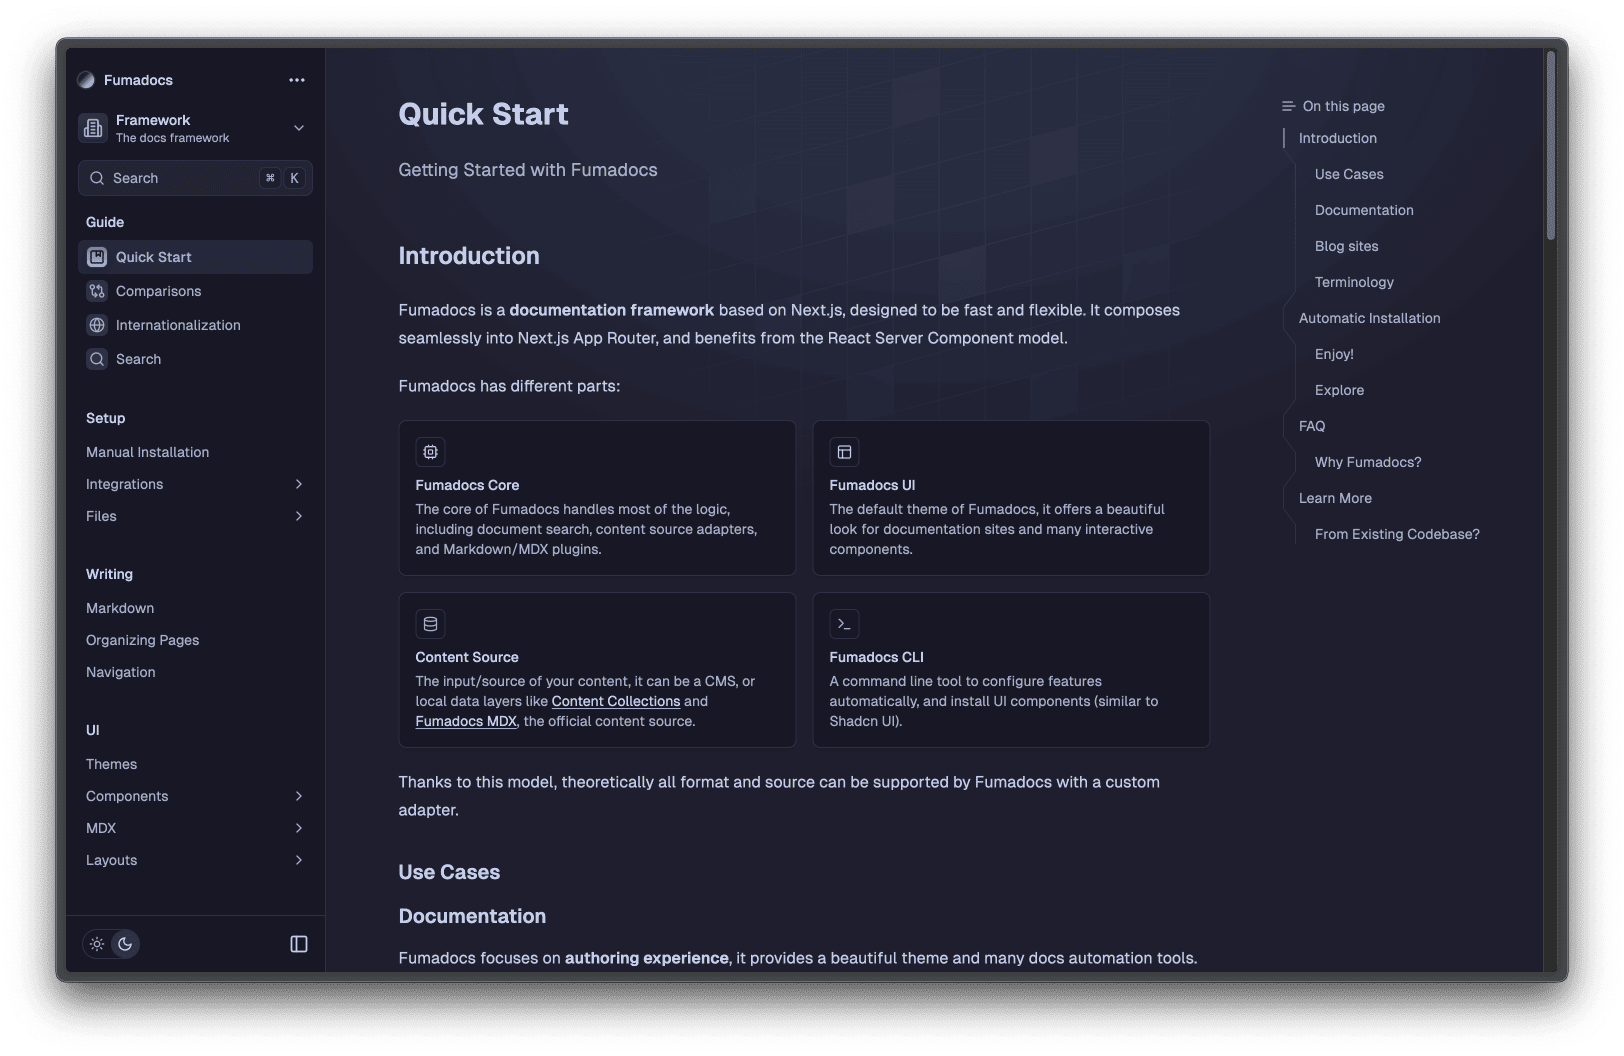 Fumadocs
Framework
The docs framework
Search ⌘ K
Guide
Quick Start
Comparisons
Internationalization
Search
Setup
Manual Installation
Integrations
Files
Writing
Markdown
Organizing Pages
Navigation
UI
Themes
Components
MDX
Layouts
Quick Start
Getting Started with Fumadocs
Introduction
Fumadocs is a documentation framework based on Next.js, designed to be fast and flexible. It composes
seamlessly into Next.js App Router, and benefits from the React Server Component model.
Fumadocs has different parts:
Fumadocs Core
The core of Fumadocs handles most of the logic,
including document search, content source adapters,
and Markdown/MDX plugins.
Fumadocs UI
The default theme of Fumadocs, it offers a beautiful
look for documentation sites and many interactive
components.
Content Source
The input/source of your content, it can be a CMS, or
local data layers like Content Collections and
Fumadocs MDX, the official content source.
Fumadocs CLI
A command line tool to configure features
automatically, and install UI components (similar to
Shadcn UI).
Thanks to this model, theoretically all format and source can be supported by Fumadocs with a custom
adapter.
Use Cases
Documentation
Fumadocs focuses on authoring experience, it provides a beautiful theme and many docs automation tools.
On this page
Introduction
Use Cases
Documentation
Blog sites
Terminology
Automatic Installation
Enjoy!
Explore
FAQ
Why Fumadocs?
Learn More
From Existing Codebase?